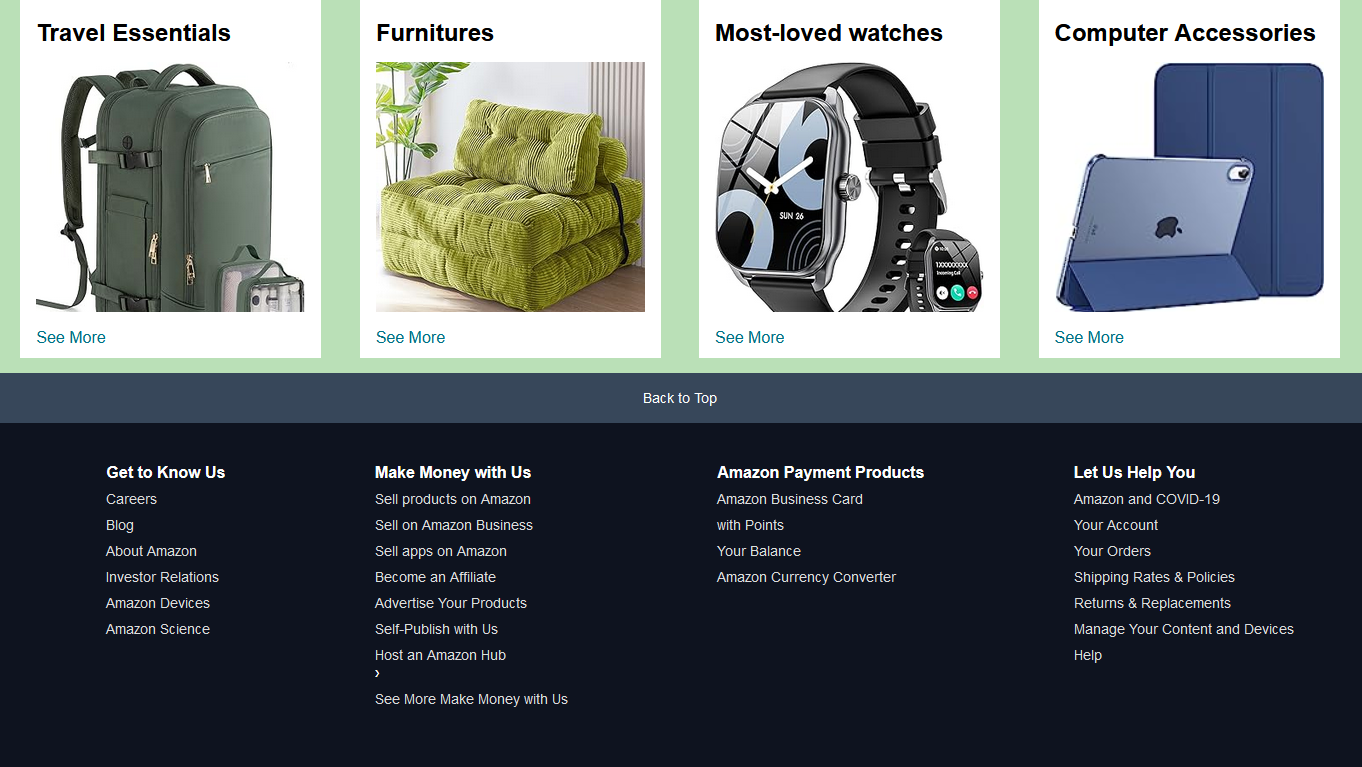 Travel Essentials
Furnitures
Most-loved watches
Computer Accessories
SUN 26
1XXXXXXXX
Incoming Call
See More
See More
See More
See More
Back to Top
Get to Know Us
Careers
Blog
About Amazon
Investor Relations
Amazon Devices
Amazon Science
Make Money with Us
Sell products on Amazon
Sell on Amazon Business
Sell apps on Amazon
Become an Affiliate
Advertise Your Products
Self-Publish with Us
Host an Amazon Hub
›
See More Make Money with Us
Amazon Payment Products
Amazon Business Card
with Points
Your Balance
Amazon Currency Converter
Let Us Help You
Amazon and COVID-19
Your Account
Your Orders
Shipping Rates & Policies
Returns & Replacements
Manage Your Content and Devices
Help